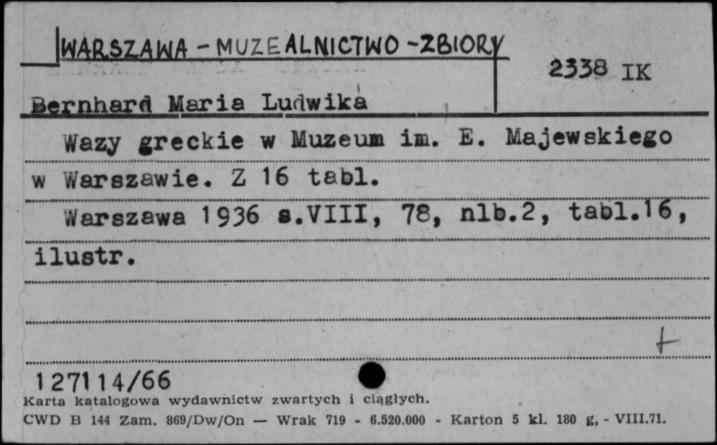 WARSZAWA - MUZEALNICTWO - ZBIORY
2338 IK
Bernhard Maria Ludwika
Wazy greckie w Muzeum im. E. Majewskiego
w Warszawie. Z 16 tabl.
Warszawa 1936 s.VIII, 78, nlb.2, tabl.16,
ilustr.
127114/66
Karta katalogowa wydawnictw zwartych i ciągłych.
CWD B 144 Zam. 869/Dw/On — Wrak 719 - 6.520.000 - Karton 5 kl. 180 g, - VIII.71.